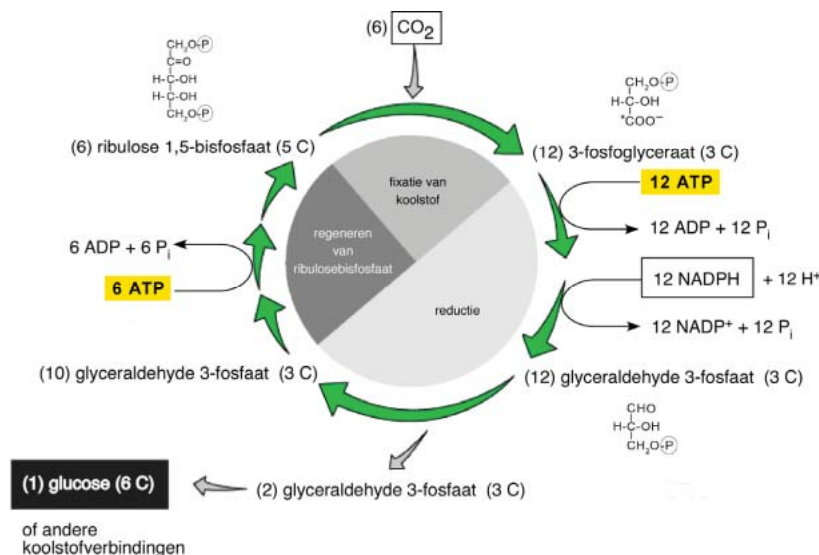 (6) CO2
CH2O-P
C=O
H-C-OH
H-C-OH
CH2O-P
CH2O-P
H-C-OH
+COO−
(6) ribulose 1,5-bisfosfaat (5 C)
(12) 3-fosfoglyceraat (3 C)
fixatie van
koolstof
12 ATP
12 ADP + 12 Pi
regeneren
van
ribulosebisfosfaat
6 ADP + 6 Pi
6 ATP
12 NADPH + 12 H+
reductie
12 NADP+ + 12 Pi
(10) glyceraldehyde 3-fosfaat (3 C)
(12) glyceraldehyde 3-fosfaat (3 C)
CHO
H-C-OH
CH2O-P
(1) glucose (6 C)
(2) glyceraldehyde 3-fosfaat (3 C)
of andere
koolstofverbindingen